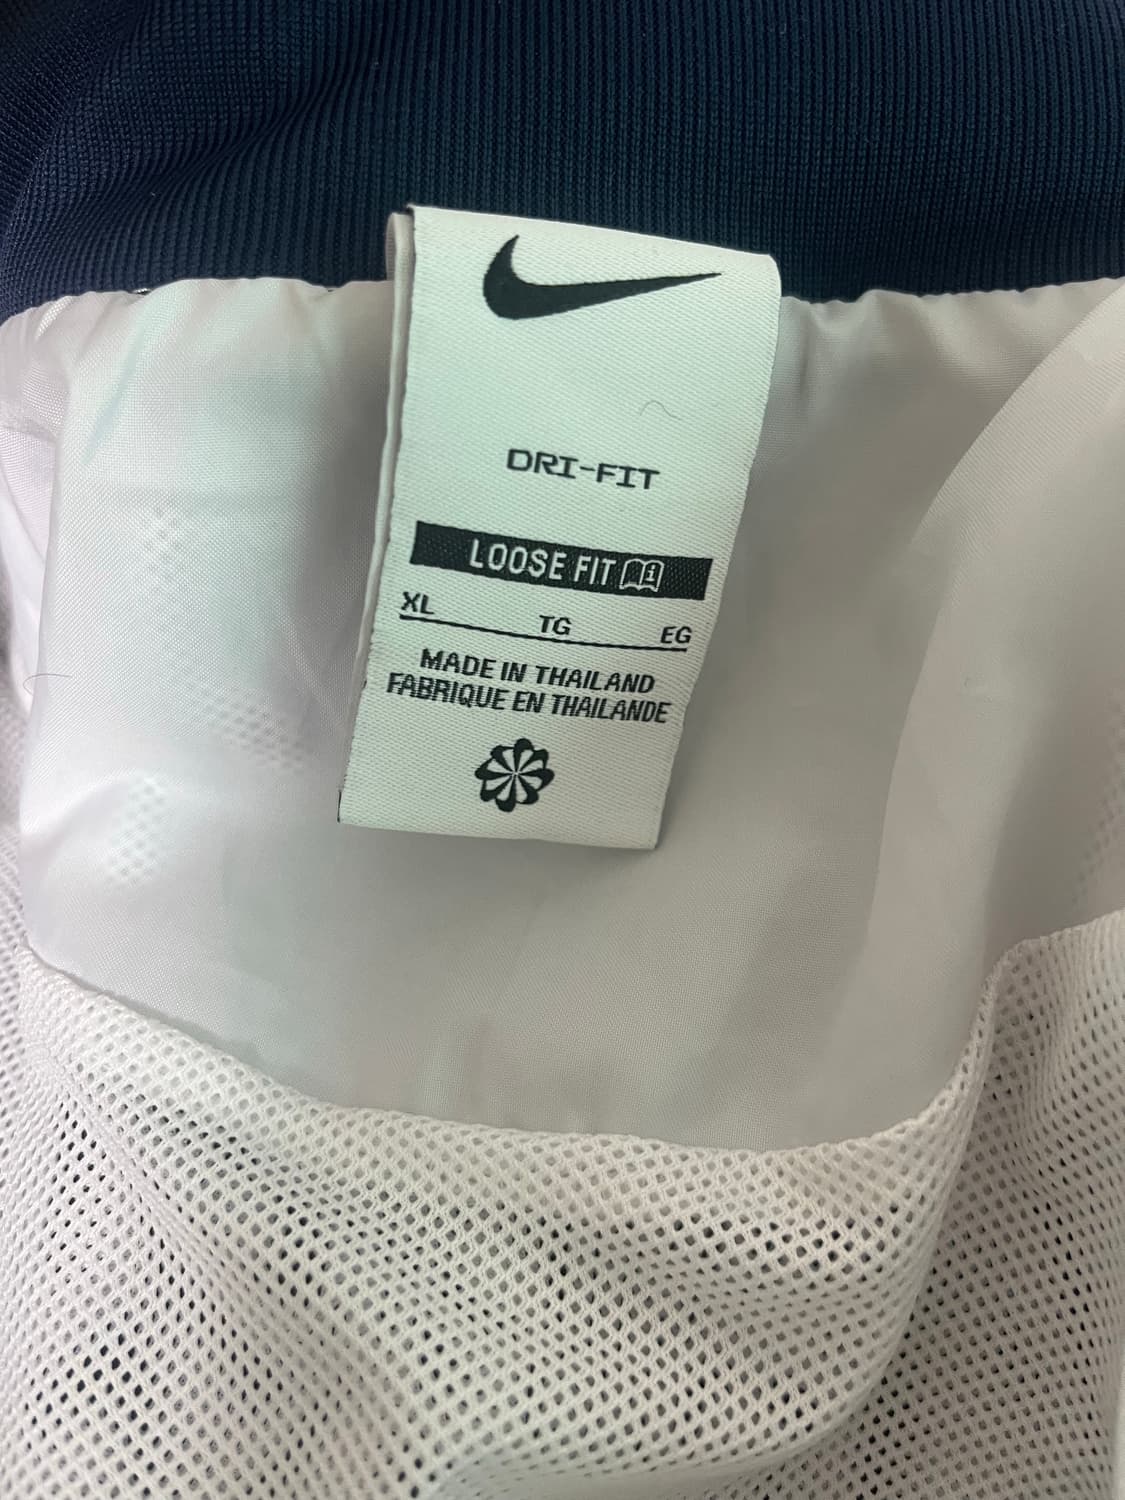 DRI-FIT
LOOSE FIT
XL TG EG
MADE IN THAILAND
FABRIQUE EN THAILANDE